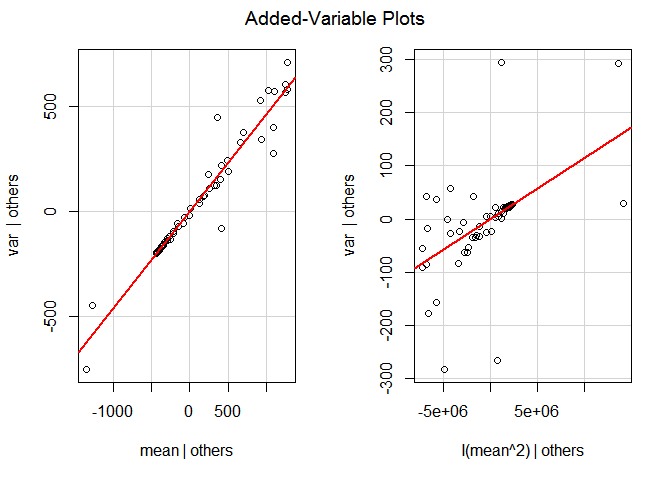 Added-Variable Plots
500
0
-500
var | others
-1000
0
500
mean | others
300
200
100
0
-100
-200
-300
var | others
-5e+06
5e+06
I(mean^2) | others